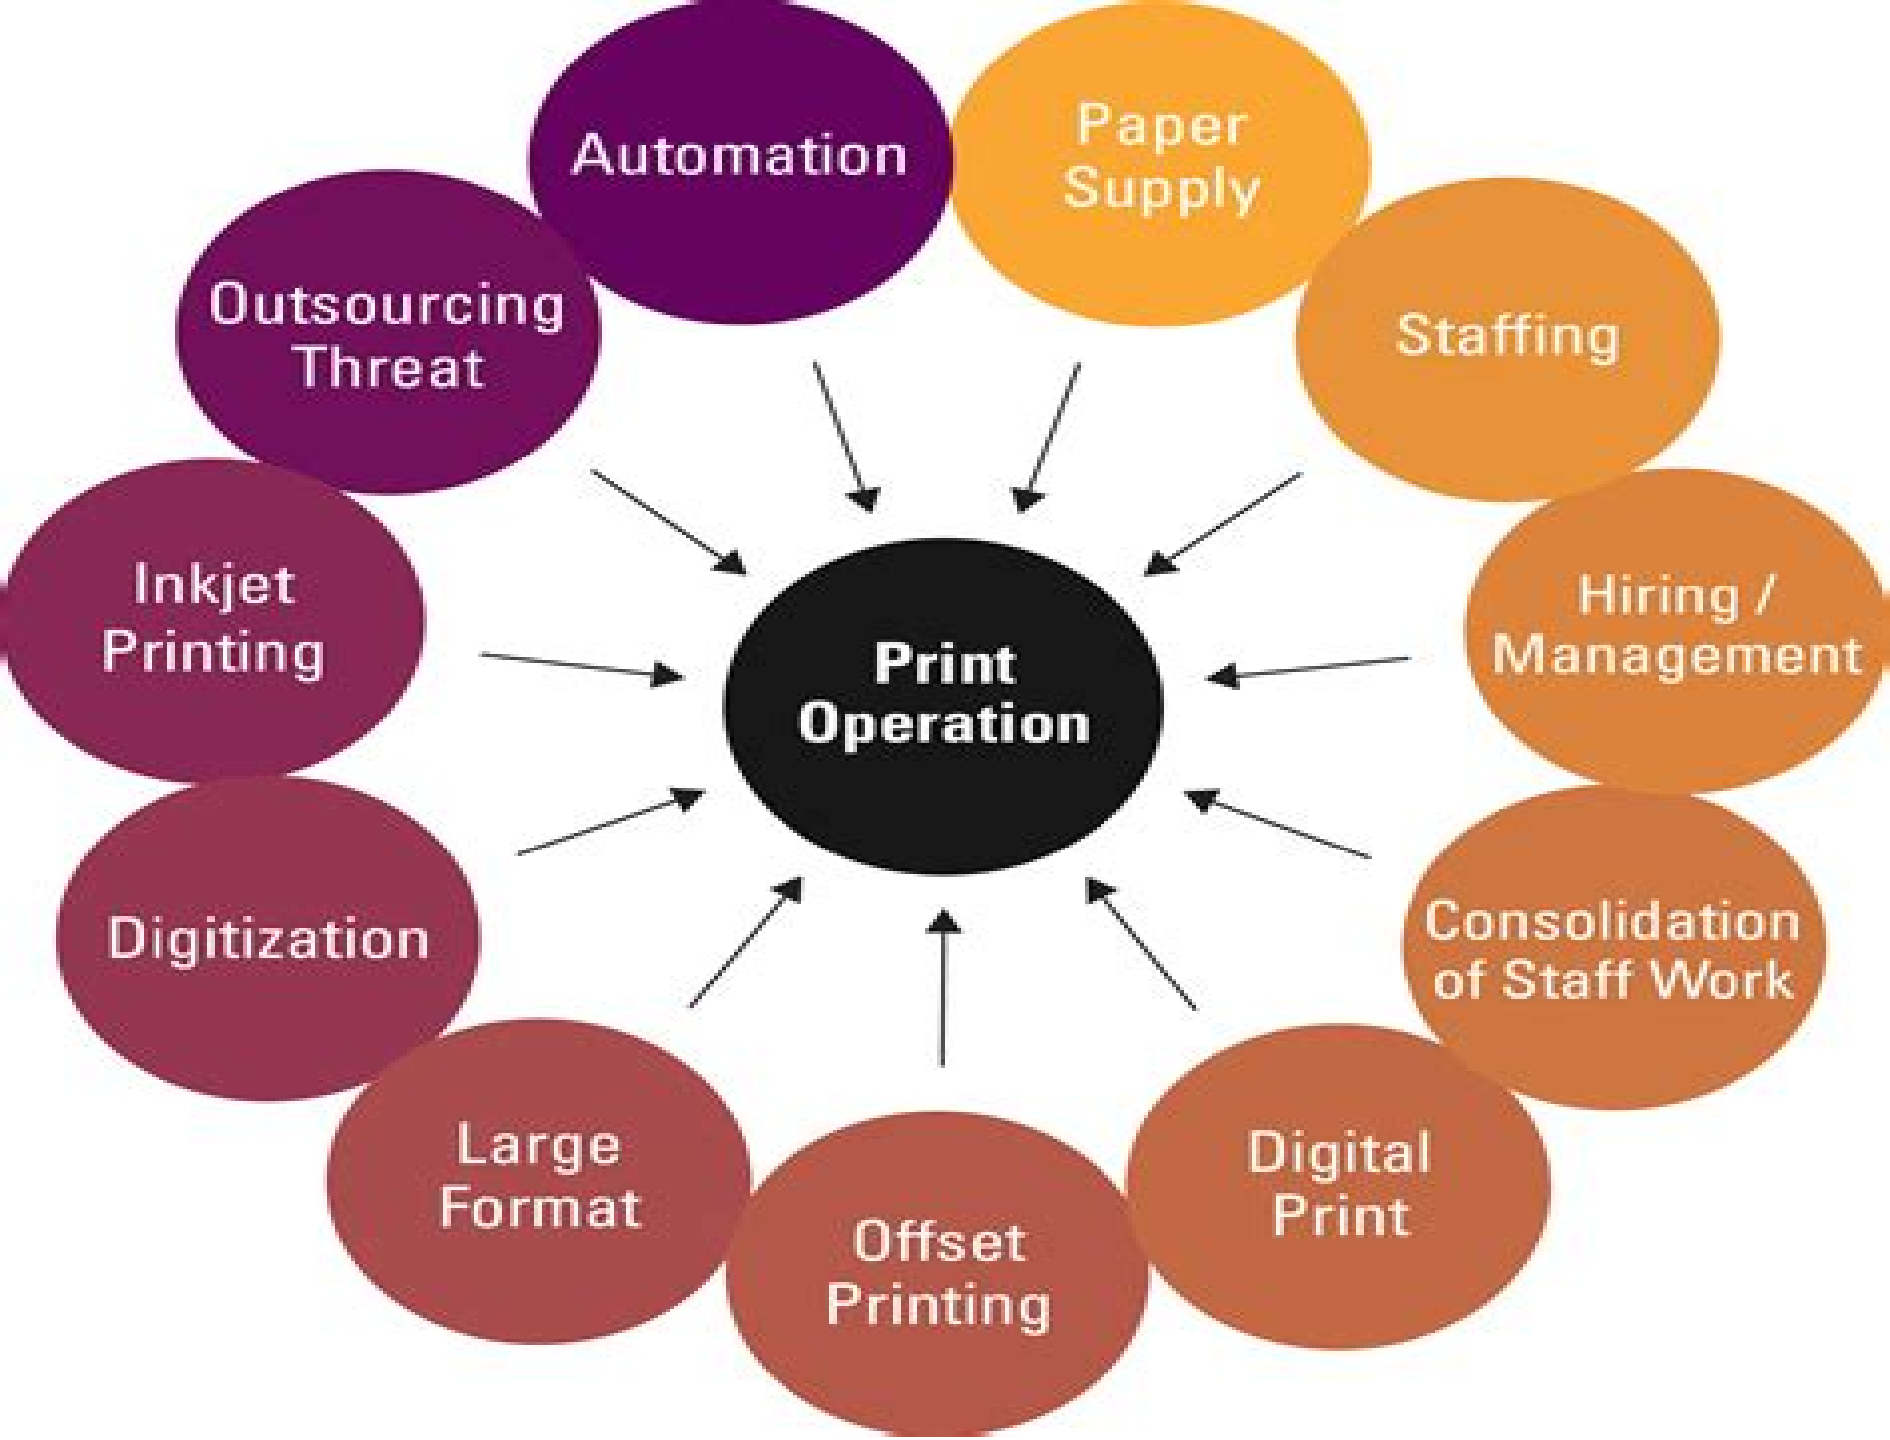 Automation
Paper
Supply
Staffing
Hiring /
Management
Consolidation
of Staff Work
Digital
Print
Offset
Printing
Large
Format
Digitization
Inkjet
Printing
Outsourcing
Threat
Print
Operation